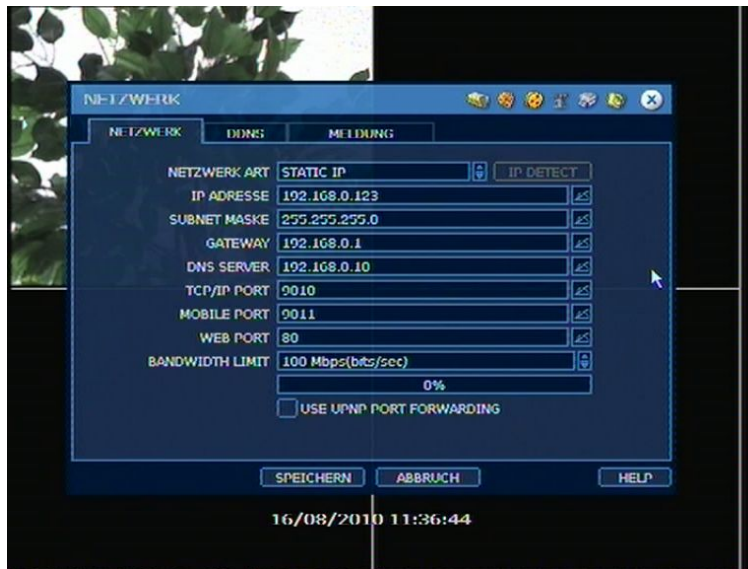 NETZWERK
NETZWERK DDNS MELDUNG
NETZWERK ART STATIC IP IP DETECT
IP ADRESSE 192.168.0.123
SUBNET MASKE 255.255.255.0
GATEWAY 192.168.0.1
DNS SERVER 192.168.0.10
TCP/IP PORT 9010
MOBILE PORT 9011
WEB PORT 80
BANDWIDTH LIMIT 100 Mbps(bits/sec)
0%
USE UPNP PORT FORWARDING
SPEICHERN ABBRUCH HELP
16/08/2010 11:36:44